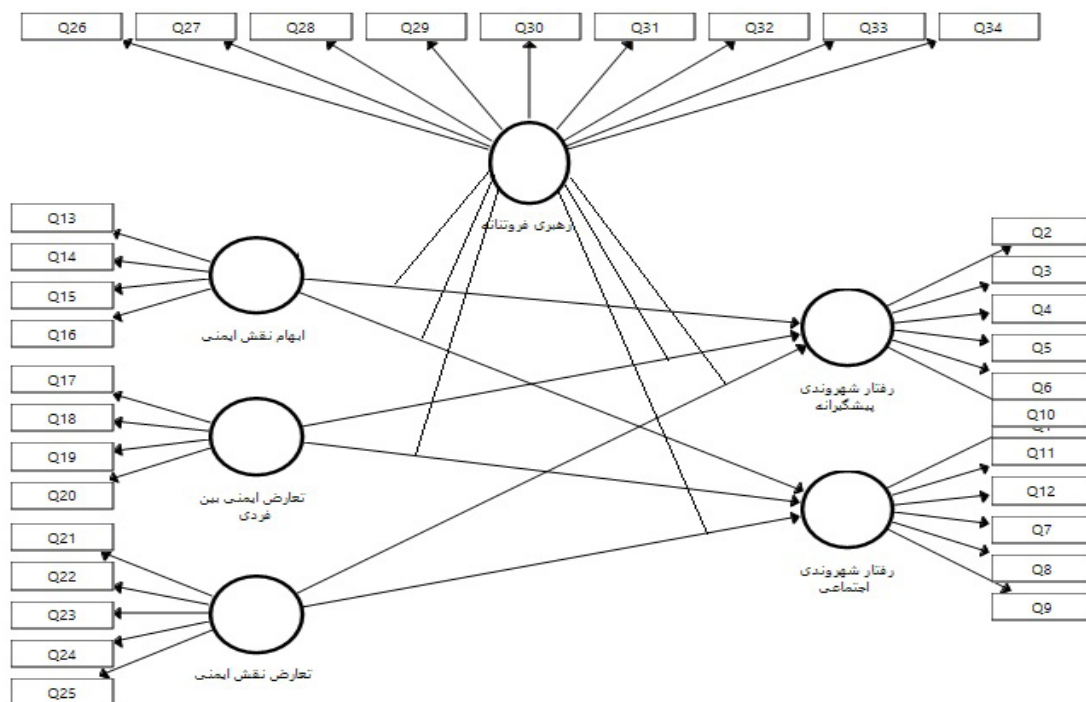 Q26
Q27
Q28
Q29
Q30
Q31
Q32
Q33
Q34
رهبری فروتنانه
Q13
Q14
Q15
Q16
ابهام نقش ایمنی
Q17
Q18
Q19
Q20
تعارض ایمنی بین
فردی
Q21
Q22
Q23
Q24
Q25
تعارض نقش ایمنی
Q2
Q3
Q4
Q5
Q6
رفتار شهروندی
پیشگیرانه
Q10
Q11
Q12
Q7
Q8
Q9
رفتار شهروندی
اجتماعی